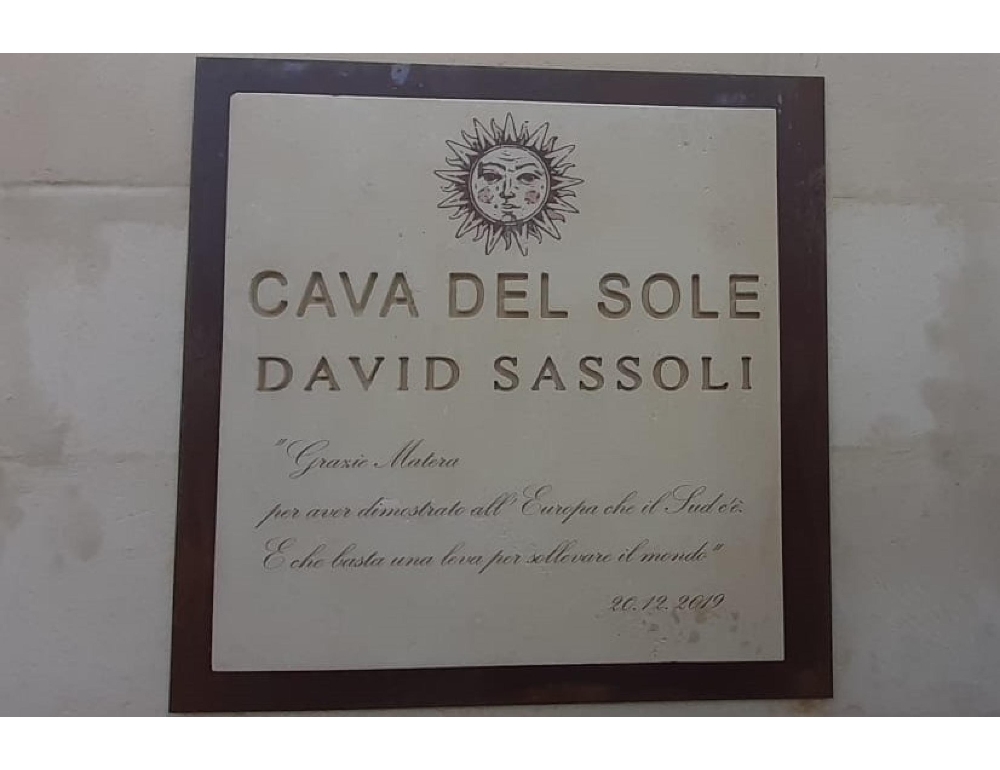 CAVA DEL SOLE
DAVID SASSOLI
"Grazie Matera
per aver dimostrato all'Europa che il Sud c'è.
E che basta una leva per sollevare il mondo"
20.12.2019